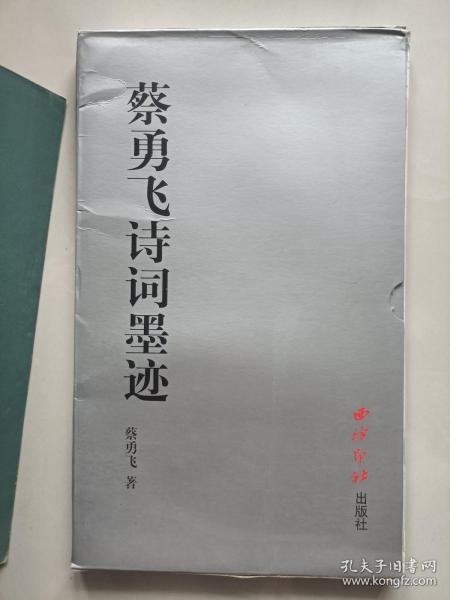 蔡勇飞诗词墨迹
蔡勇飞 著
西泠印社
出版社
孔夫子旧书网
www.kongfz.com